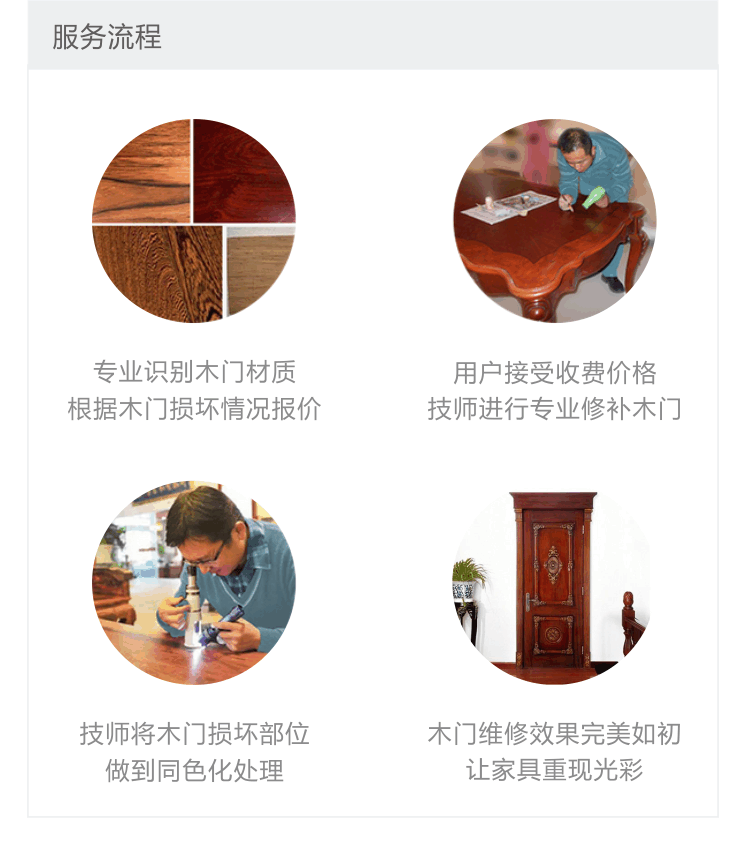 服务流程
专业识别木门材质
根据木门损坏情况报价
用户接受收费价格
技师进行专业修补木门
技师将木门损坏部位
做到同色化处理
木门维修效果完美如初
让家具重现光彩